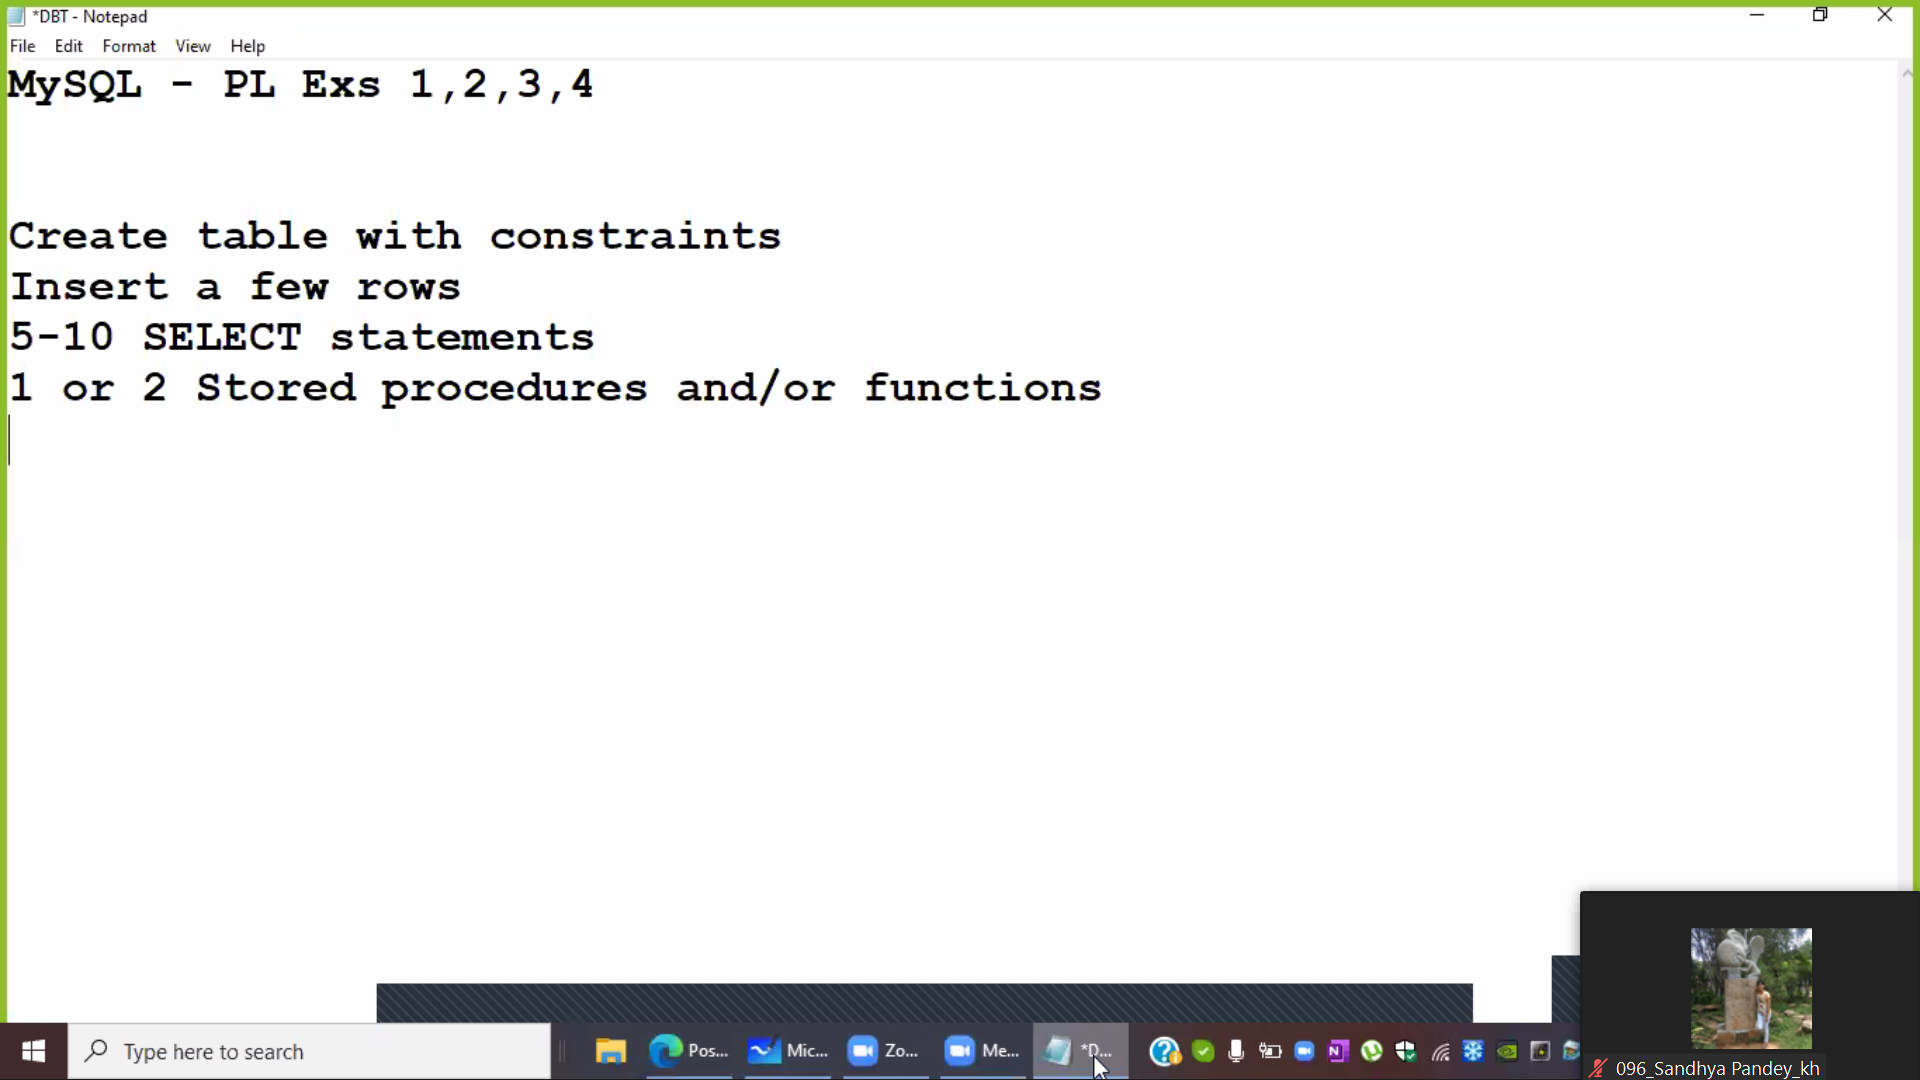 *DBT - Notepad
File Edit Format View Help
MySQL - PL Exs 1,2,3,4
Create table with constraints
Insert a few rows
5-10 SELECT statements
1 or 2 Stored procedures and/or functions
Type here to search
Pos...
Mic...
Zo...
Me...
*D...
096_Sandhya Pandey_kh